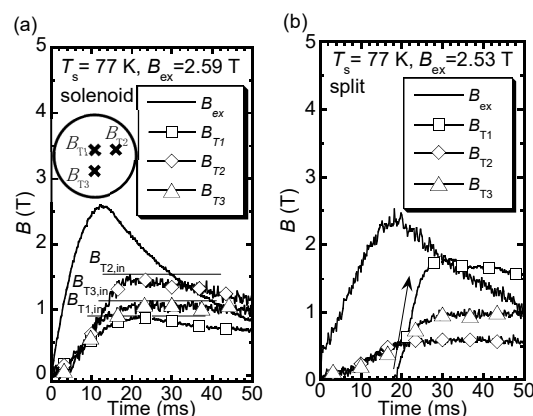 (a)
T_s = 77 K, B_ex=2.59 T
solenoid
B_T1
B_T2
B_T3
B_ex
B_T1
B_T2
B_T3
B_T2,in
B_T3,in
B_T1,in
B (T)
5
4
3
2
1
0
0 10 20 30 40 50
Time (ms)
(b)
T_s = 77 K, B_ex=2.53 T
split
B_ex
B_T1
B_T2
B_T3
B (T)
5
4
3
2
1
0
0 10 20 30 40 50
Time (ms)